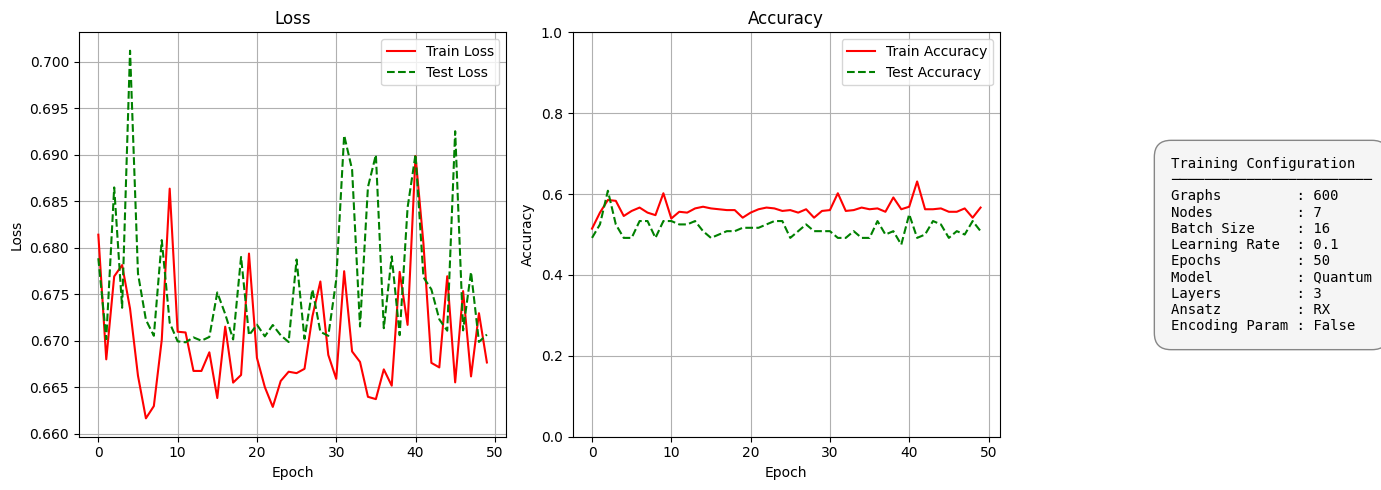 Loss
0.700
0.695
0.690
0.685
0.680
0.675
0.670
0.665
0.660
Loss
0 10 20 30 40 50
Epoch
Train Loss
Test Loss
Accuracy
1.0
0.8
0.6
0.4
0.2
0.0
Accuracy
0 10 20 30 40 50
Epoch
Train Accuracy
Test Accuracy
Training Configuration
Graphs : 600
Nodes : 7
Batch Size : 16
Learning Rate : 0.1
Epochs : 50
Model : Quantum
Layers : 3
Ansatz : RX
Encoding Param : False